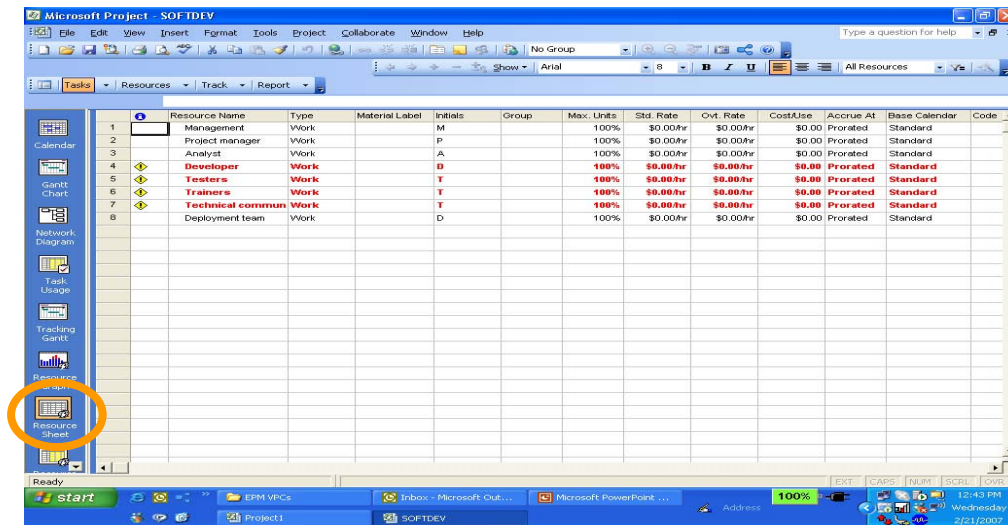 Microsoft Project - SOFTDEV
File Edit View Insert Format Tools Project Collaborate Window Help
Type a question for help
No Group
Show Arial 8 B I U All Resources
Tasks Resources Track Report
Resource Name Type Material Label Initials Group Max. Units Std. Rate Ovt. Rate Cost/Use Accrue At Base Calendar Code
1 Management Work M 100% $0.00/hr $0.00/hr $0.00 Prorated Standard
2 Project manager Work P 100% $0.00/hr $0.00/hr $0.00 Prorated Standard
3 Analyst Work A 100% $0.00/hr $0.00/hr $0.00 Prorated Standard
4 Developer Work D 100% $0.00/hr $0.00/hr $0.00 Prorated Standard
5 Testers Work T 100% $0.00/hr $0.00/hr $0.00 Prorated Standard
6 Trainers Work T 100% $0.00/hr $0.00/hr $0.00 Prorated Standard
7 Technical commun Work T 100% $0.00/hr $0.00/hr $0.00 Prorated Standard
8 Deployment team Work D 100% $0.00/hr $0.00/hr $0.00 Prorated Standard
Calendar
Gantt
Chart
Network
Diagram
Task
Usage
Tracking
Gantt
Resource
Graph
Resource
Sheet
Ready EXT CAPS NUM SCRL OVR
start EPM VPCs Inbox - Microsoft Out... Microsoft PowerPoint ... 100% 12:43 PM
Address Wednesday
Project1 SOFTDEV 2/21/2007